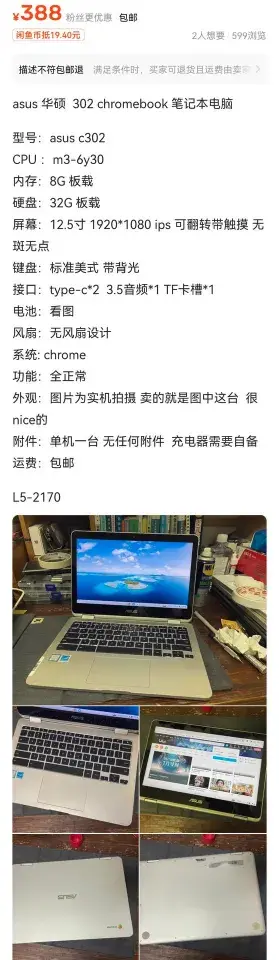 ¥388 粉丝更优惠 包邮
闲鱼币抵19.40元
2人想要 · 599浏览
描述不符包邮退 满足条件时，买家可退货且运费由卖家
asus 华硕 302 chromebook 笔记本电脑
型号：asus c302
CPU： m3-6y30
内存：8G 板载
硬盘：32G 板载
屏幕：12.5寸 1920*1080 ips 可翻转带触摸 无
斑无点
键盘：标准美式 带背光
接口：type-c*2 3.5音频*1 TF卡槽*1
电池：看图
风扇：无风扇设计
系统: chrome
功能：全正常
外观：图片为实机拍摄 卖的就是图中这台 很
nice的
附件：单机一台 无任何附件 充电器需要自备
运费：包邮
L5-2170
ASUS
ASUS